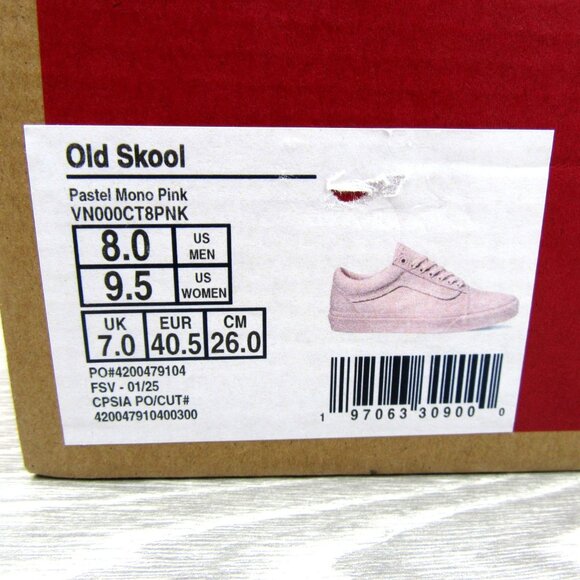 Old Skool
Pastel Mono Pink
VN000CT8PNK
8.0 US MEN
9.5 US WOMEN
UK EUR CM
7.0 40.5 26.0
PO#4200479104
FSV - 01/25
CPSIA PO/CUT#
420047910400300
1 97063 30900 0